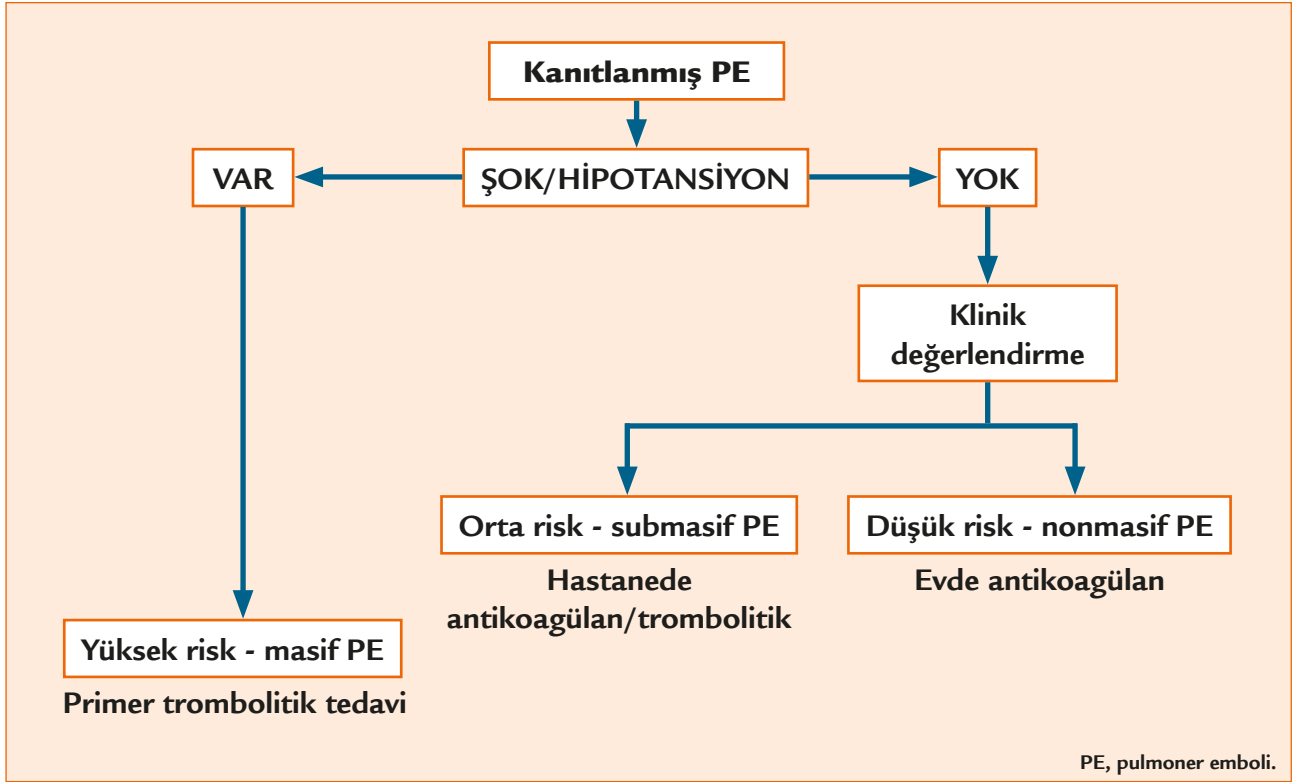 Kanıtlanmış PE
VAR
ŞOK/HİPOTANSİYON
YOK
Klinik
değerlendirme
Orta risk - submasif PE
Hastanede
antikoagülan/trombolitik
Düşük risk - nonmasif PE
Evde antikoagülan
Yüksek risk - masif PE
Primer trombolitik tedavi
PE, pulmoner emboli.